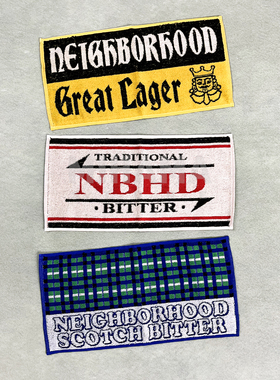 NEIGHBORHOOD
Great Lager
TRADITIONAL
NBHD
· BITTER ·
NEIGHBORHOOD
SCOTCH BITTER